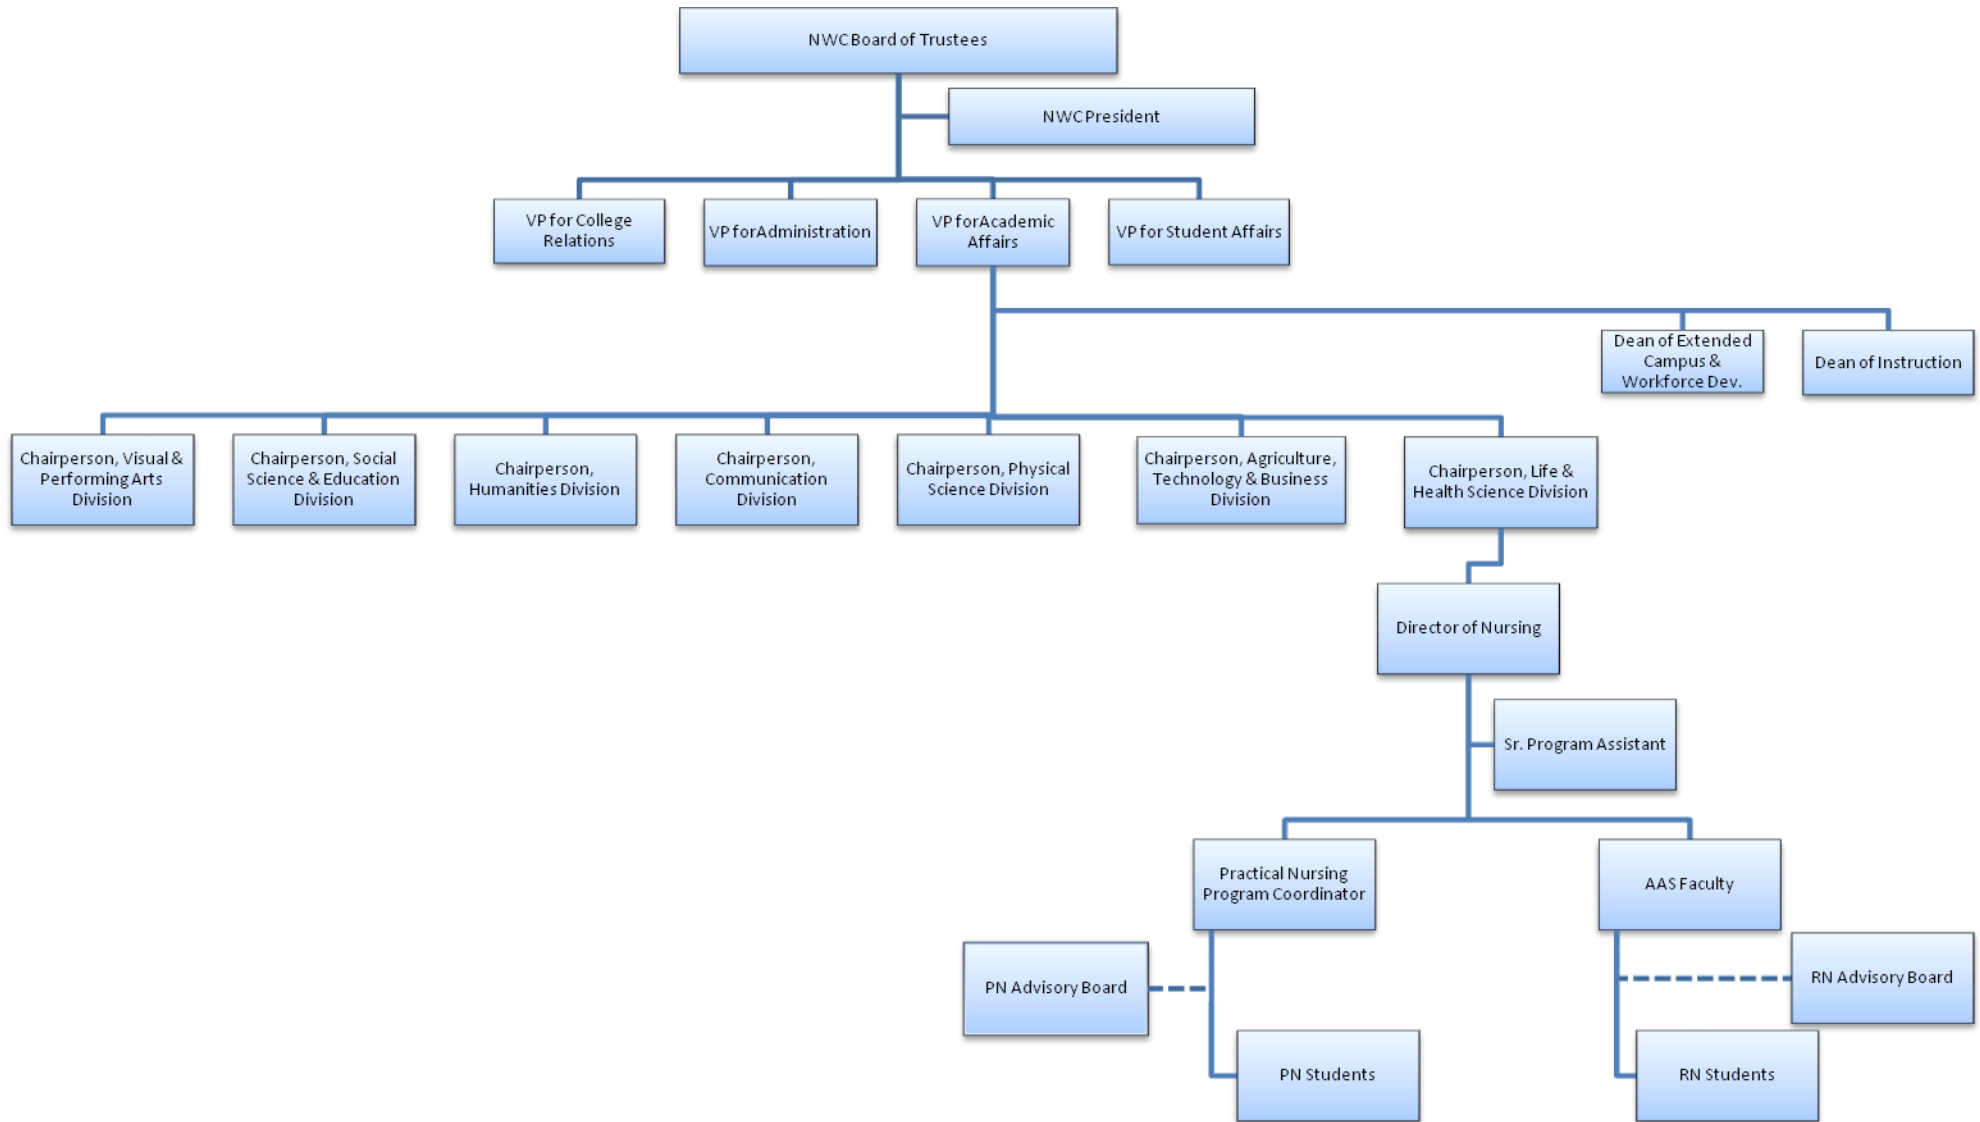 NWC Board of Trustees
NWC President
VP for College
Relations
VP for Administration
VP for Academic
Affairs
VP for Student Affairs
Dean of Extended
Campus &
Workforce Dev.
Dean of Instruction
Chairperson, Visual &
Performing Arts
Division
Chairperson, Social
Science & Education
Division
Chairperson,
Humanities Division
Chairperson,
Communication
Division
Chairperson, Physical
Science Division
Chairperson, Agriculture,
Technology & Business
Division
Chairperson, Life &
Health Science Division
Director of Nursing
Sr. Program Assistant
Practical Nursing
Program Coordinator
AAS Faculty
PN Advisory Board
RN Advisory Board
PN Students
RN Students